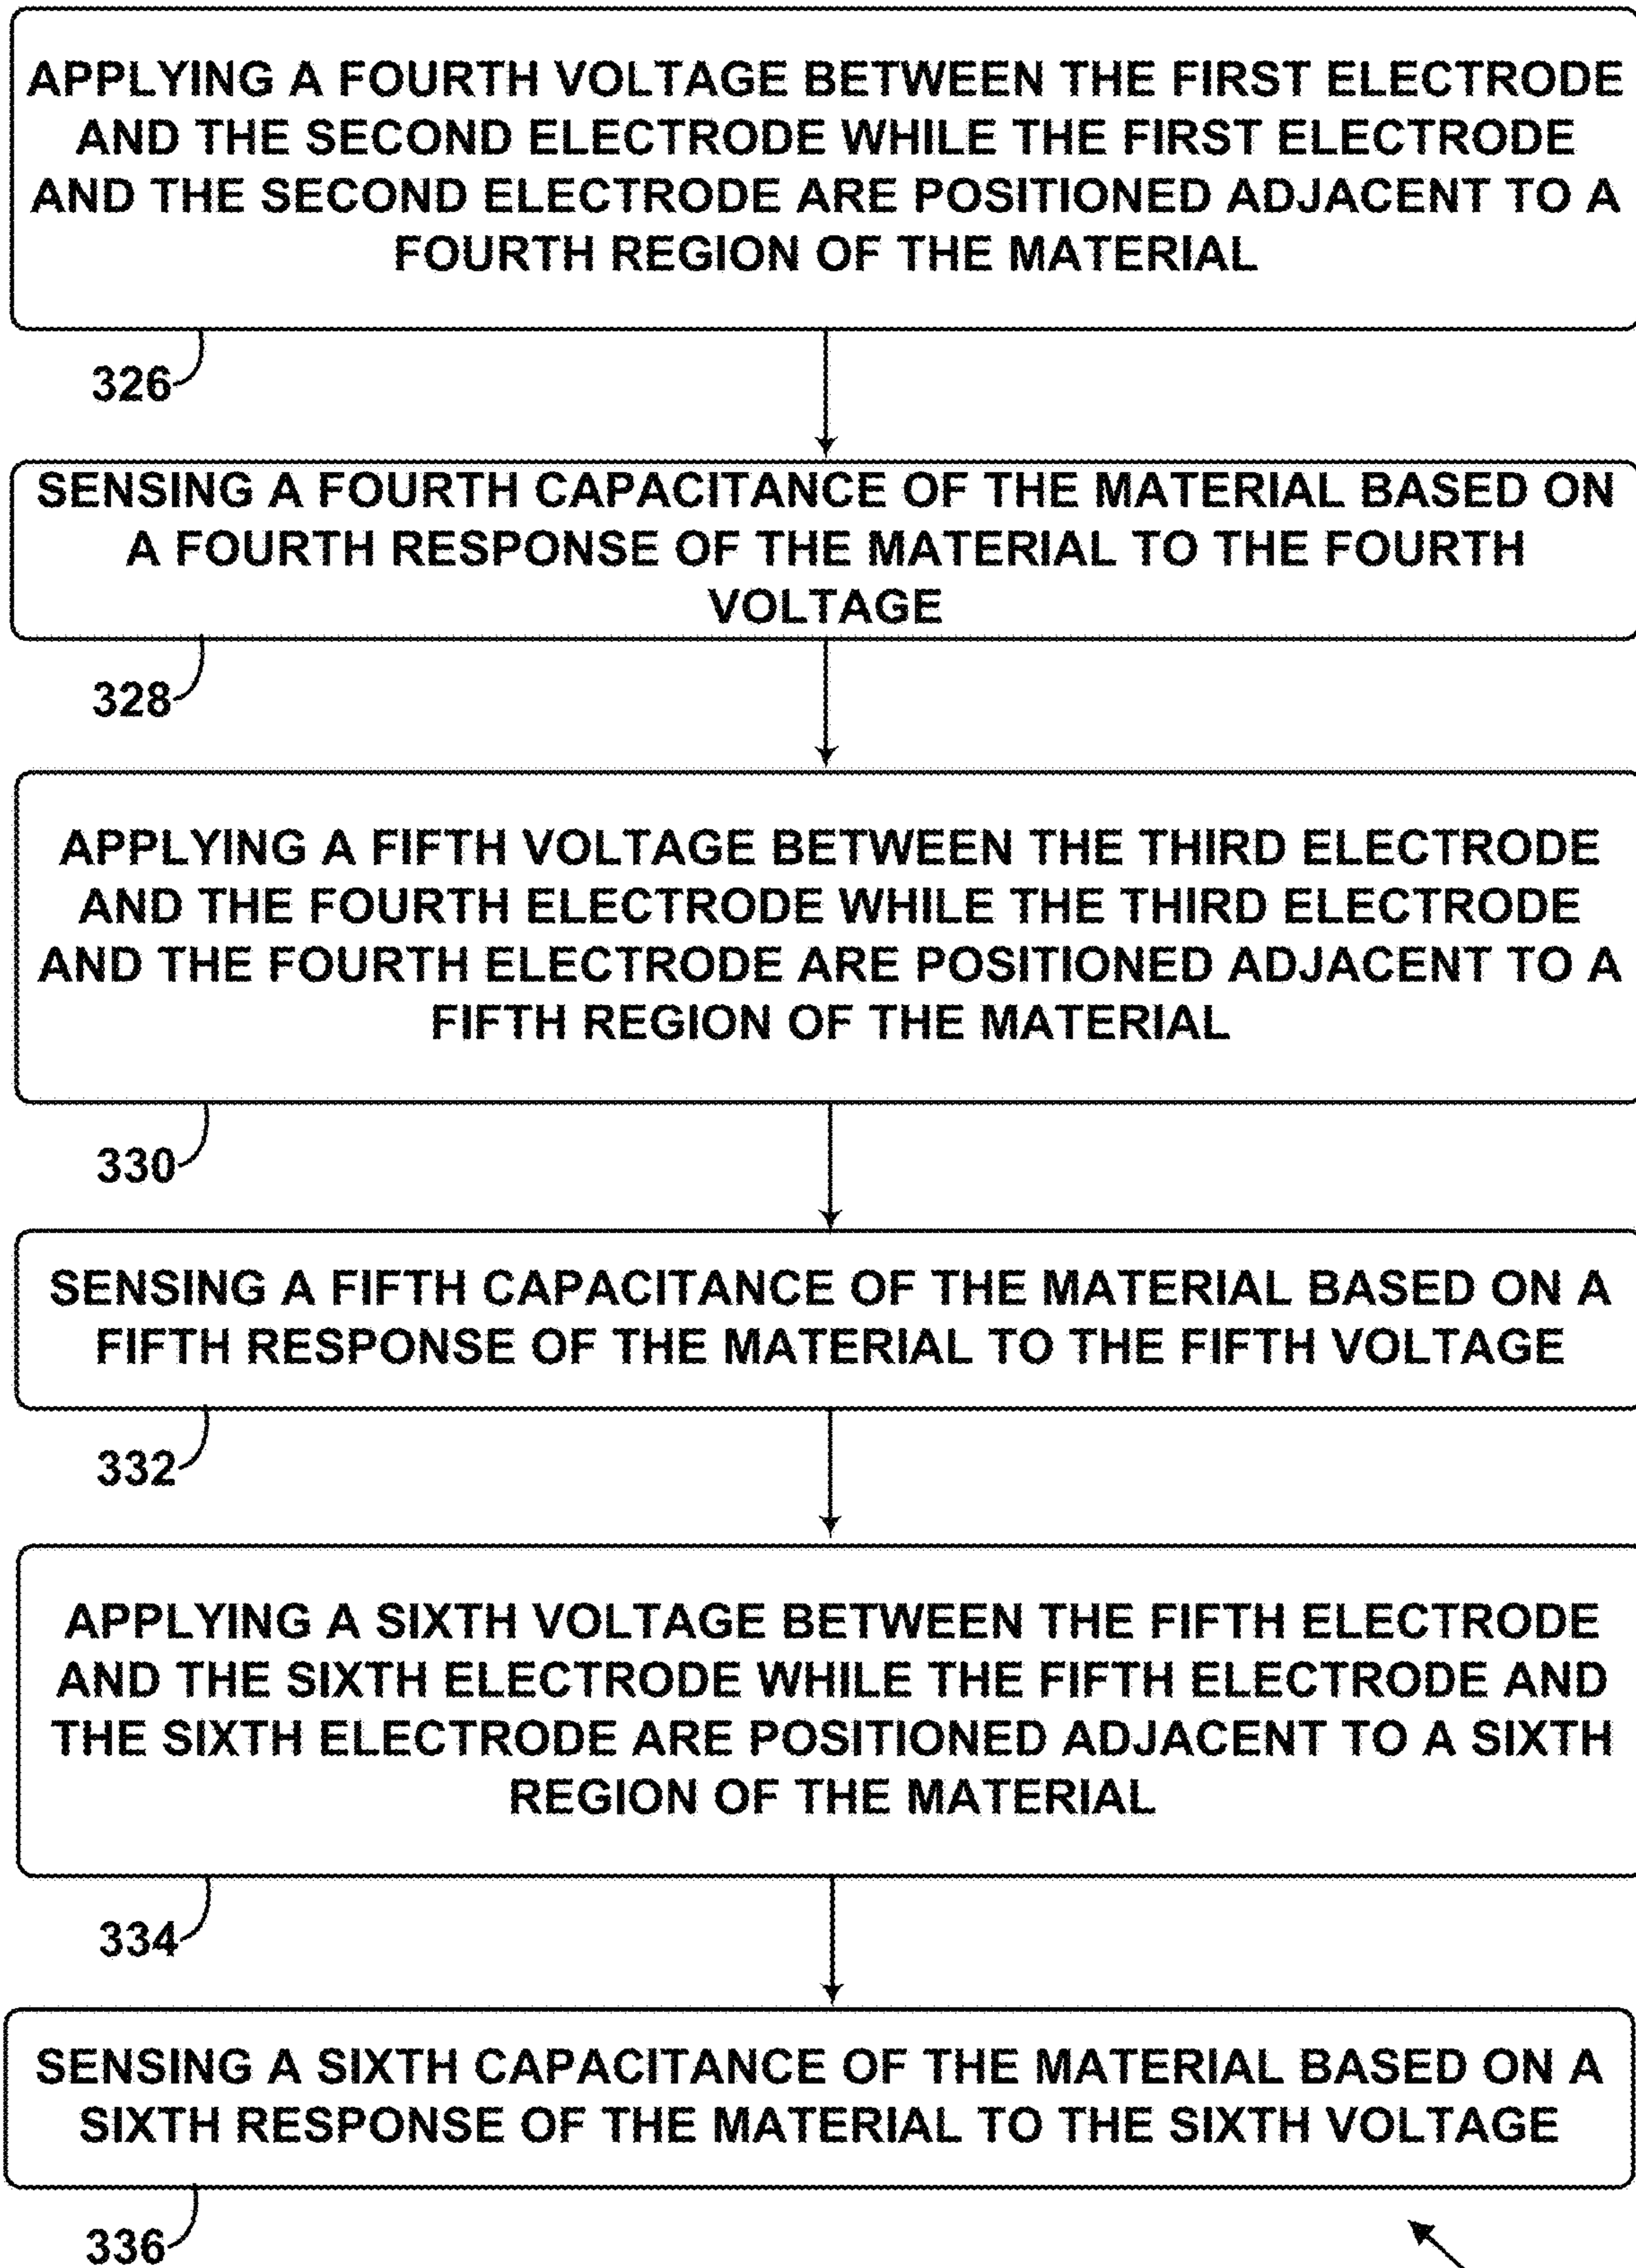 APPLYING A FOURTH VOLTAGE BETWEEN THE FIRST ELECTRODE
AND THE SECOND ELECTRODE WHILE THE FIRST ELECTRODE
AND THE SECOND ELECTRODE ARE POSITIONED ADJACENT TO A
FOURTH REGION OF THE MATERIAL
326
SENSING A FOURTH CAPACITANCE OF THE MATERIAL BASED ON
A FOURTH RESPONSE OF THE MATERIAL TO THE FOURTH
VOLTAGE
328
APPLYING A FIFTH VOLTAGE BETWEEN THE THIRD ELECTRODE
AND THE FOURTH ELECTRODE WHILE THE THIRD ELECTRODE
AND THE FOURTH ELECTRODE ARE POSITIONED ADJACENT TO A
FIFTH REGION OF THE MATERIAL
330
SENSING A FIFTH CAPACITANCE OF THE MATERIAL BASED ON A
FIFTH RESPONSE OF THE MATERIAL TO THE FIFTH VOLTAGE
332
APPLYING A SIXTH VOLTAGE BETWEEN THE FIFTH ELECTRODE
AND THE SIXTH ELECTRODE WHILE THE FIFTH ELECTRODE AND
THE SIXTH ELECTRODE ARE POSITIONED ADJACENT TO A SIXTH
REGION OF THE MATERIAL
334
SENSING A SIXTH CAPACITANCE OF THE MATERIAL BASED ON A
SIXTH RESPONSE OF THE MATERIAL TO THE SIXTH VOLTAGE
336